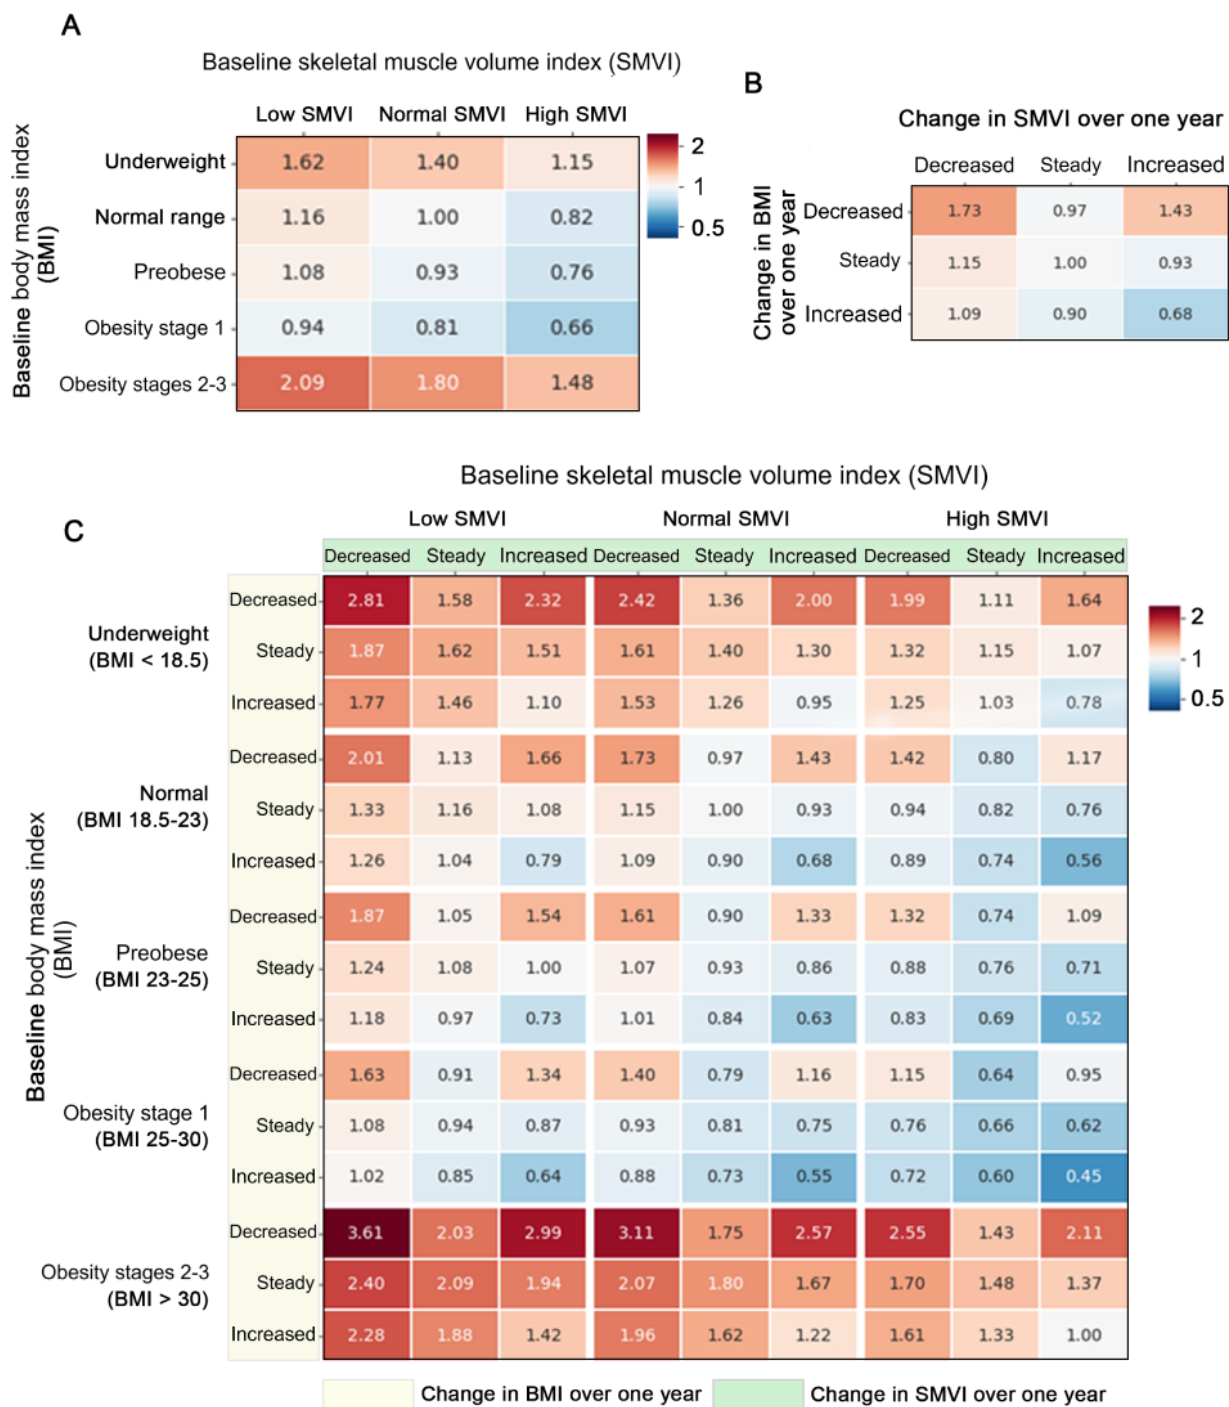 A
Baseline skeletal muscle volume index (SMVI)
Low SMVI Normal SMVI High SMVI
Baseline body mass index
(BMI)
Underweight 1.62 1.40 1.15
Normal range 1.16 1.00 0.82
Preobese 1.08 0.93 0.76
Obesity stage 1 0.94 0.81 0.66
Obesity stages 2-3 2.09 1.80 1.48
2
1
0.5
B
Change in SMVI over one year
Decreased Steady Increased
Change in BMI
over one year
Decreased 1.73 0.97 1.43
Steady 1.15 1.00 0.93
Increased 1.09 0.90 0.68
C
Baseline skeletal muscle volume index (SMVI)
Low SMVI Normal SMVI High SMVI
Decreased Steady Increased Decreased Steady Increased Decreased Steady Increased
Baseline body mass index
(BMI)
Underweight
(BMI < 18.5)
Decreased 2.81 1.58 2.32 2.42 1.36 2.00 1.99 1.11 1.64
Steady 1.87 1.62 1.51 1.61 1.40 1.30 1.32 1.15 1.07
Increased 1.77 1.46 1.10 1.53 1.26 0.95 1.25 1.03 0.78
Normal
(BMI 18.5-23)
Decreased 2.01 1.13 1.66 1.73 0.97 1.43 1.42 0.80 1.17
Steady 1.33 1.16 1.08 1.15 1.00 0.93 0.94 0.82 0.76
Increased 1.26 1.04 0.79 1.09 0.90 0.68 0.89 0.74 0.56
Preobese
(BMI 23-25)
Decreased 1.87 1.05 1.54 1.61 0.90 1.33 1.32 0.74 1.09
Steady 1.24 1.08 1.00 1.07 0.93 0.86 0.88 0.76 0.71
Increased 1.18 0.97 0.73 1.01 0.84 0.63 0.83 0.69 0.52
Obesity stage 1
(BMI 25-30)
Decreased 1.63 0.91 1.34 1.40 0.79 1.16 1.15 0.64 0.95
Steady 1.08 0.94 0.87 0.93 0.81 0.75 0.76 0.66 0.62
Increased 1.02 0.85 0.64 0.88 0.73 0.55 0.72 0.60 0.45
Obesity stages 2-3
(BMI > 30)
Decreased 3.61 2.03 2.99 3.11 1.75 2.57 2.55 1.43 2.11
Steady 2.40 2.09 1.94 2.07 1.80 1.67 1.70 1.48 1.37
Increased 2.28 1.88 1.42 1.96 1.62 1.22 1.61 1.33 1.00
2
1
0.5
Change in BMI over one year
Change in SMVI over one year